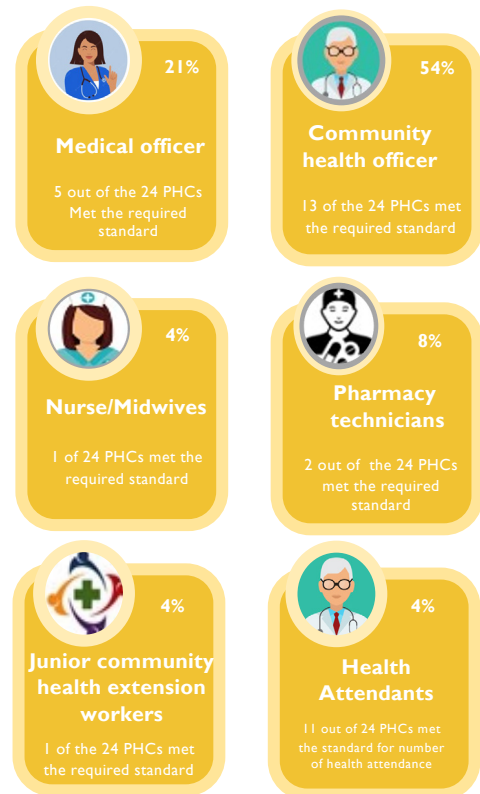 21%
Medical officer
5 out of the 24 PHCs
Met the required
standard
54%
Community
health officer
13 of the 24 PHCs met
the required standard
4%
Nurse/Midwives
1 of 24 PHCs met the
required standard
8%
Pharmacy
technicians
2 out of the 24 PHCs
met the required
standard
4%
Junior community
health extension
workers
1 of the 24 PHCs met
the required standard
4%
Health
Attendants
11 out of 24 PHCs met
the standard for number
of health attendance